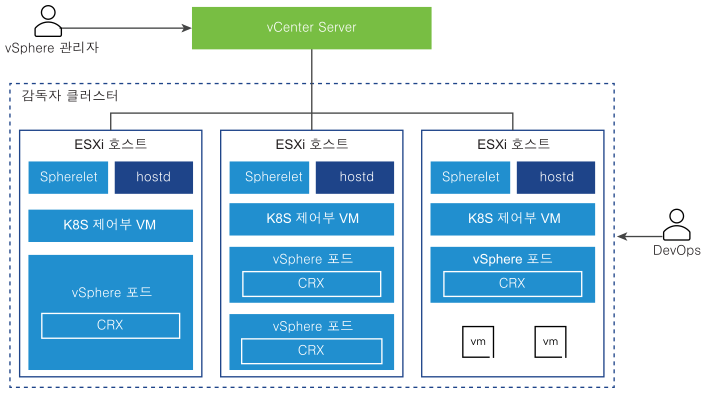 vCenter Server
vSphere 관리자
감독자 클러스터
ESXi 호스트
Spherelet
hostd
K8S 제어부 VM
vSphere 포드
CRX
ESXi 호스트
Spherelet
hostd
K8S 제어부 VM
vSphere 포드
CRX
vSphere 포드
CRX
ESXi 호스트
Spherelet
hostd
K8S 제어부 VM
vSphere 포드
CRX
vm
vm
DevOps